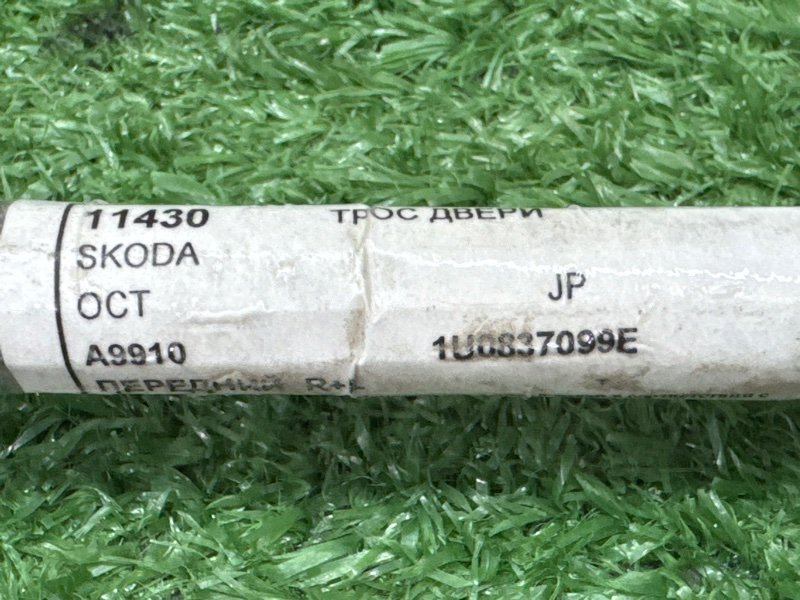 11430 ТРОС ДВЕРИ
SKODA
OCT JP
A9910 1U0837099E
ПЕРЕДНИЙ R+L